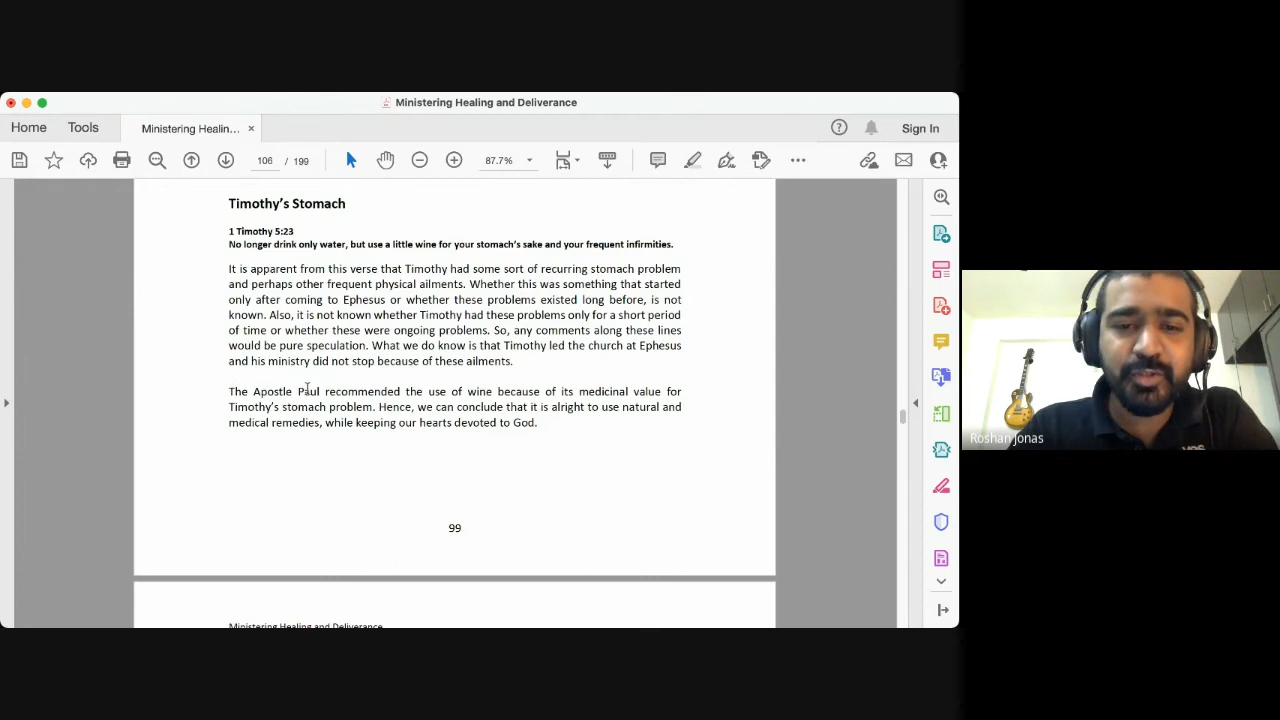 Ministering Healing and Deliverance
Home
Tools
Ministering Healin...
Sign In
106 / 199
87.7%
Timothy's Stomach
1 Timothy 5:23
No longer drink only water, but use a little wine for your stomach's sake and your frequent infirmities.
It is apparent from this verse that Timothy had some sort of recurring stomach problem
and perhaps other frequent physical ailments. Whether this was something that started
only after coming to Ephesus or whether these problems existed long before, is not
known. Also, it is not known whether Timothy had these problems only for a short period
of time or whether these were ongoing problems. So, any comments along these lines
would be pure speculation. What we do know is that Timothy led the church at Ephesus
and his ministry did not stop because of these ailments.
The Apostle Paul recommended the use of wine because of its medicinal value for
Timothy's stomach problem. Hence, we can conclude that it is alright to use natural and
medical remedies, while keeping our hearts devoted to God.
99
Ministering Healing and Deliverance
Roshan Jonas